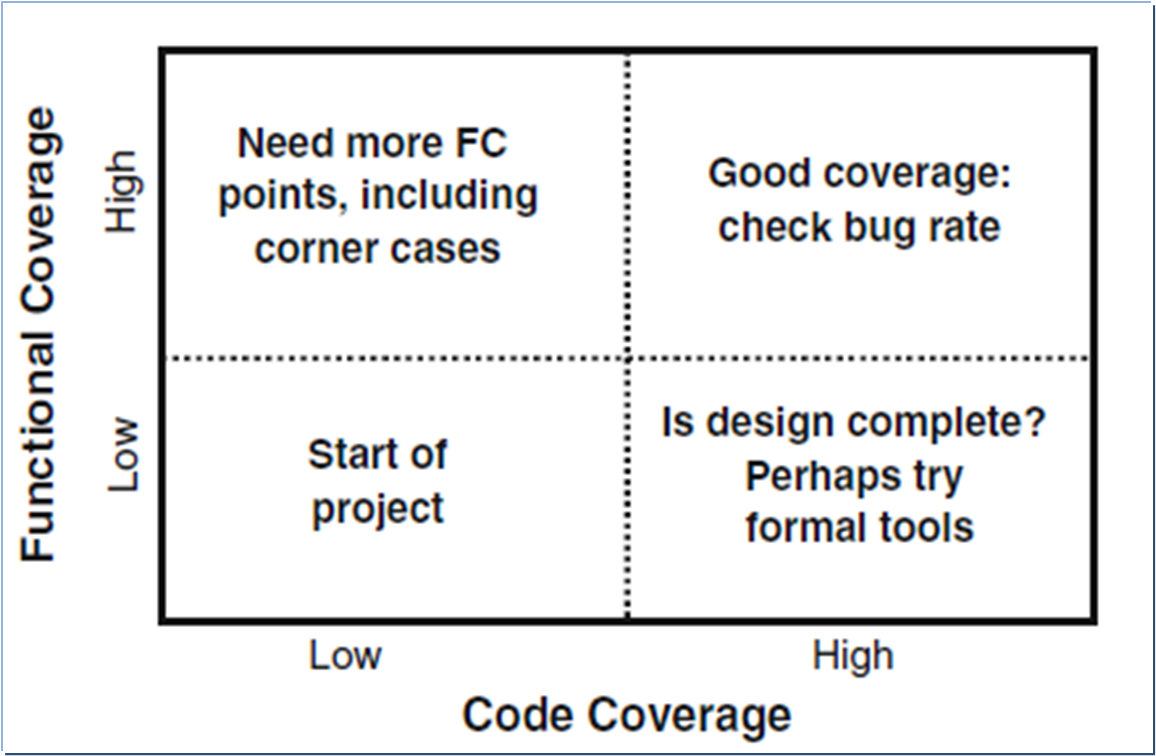 Functional Coverage
High
Low
Need more FC
points, including
corner cases
Good coverage:
check bug rate
Start of
project
Is design complete?
Perhaps try
formal tools
Low
High
Code Coverage